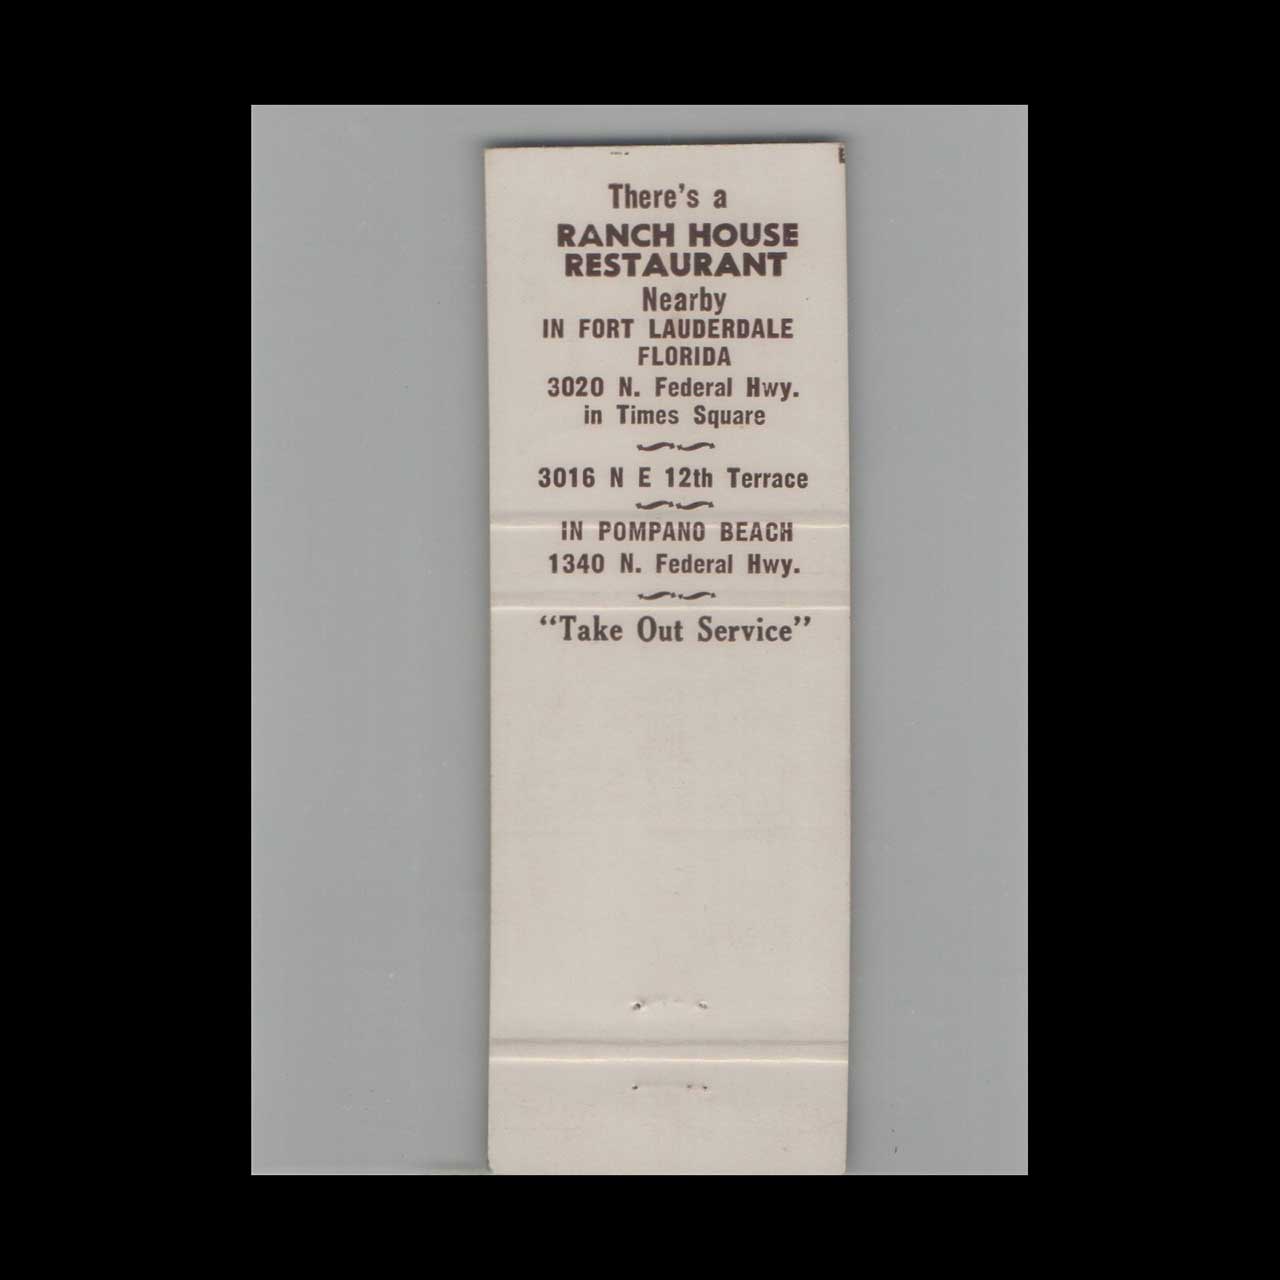 There's a
RANCH HOUSE
RESTAURANT
Nearby
IN FORT LAUDERDALE
FLORIDA
3020 N. Federal Hwy.
in Times Square
3016 N E 12th Terrace
IN POMPANO BEACH
1340 N. Federal Hwy.
"Take Out Service"